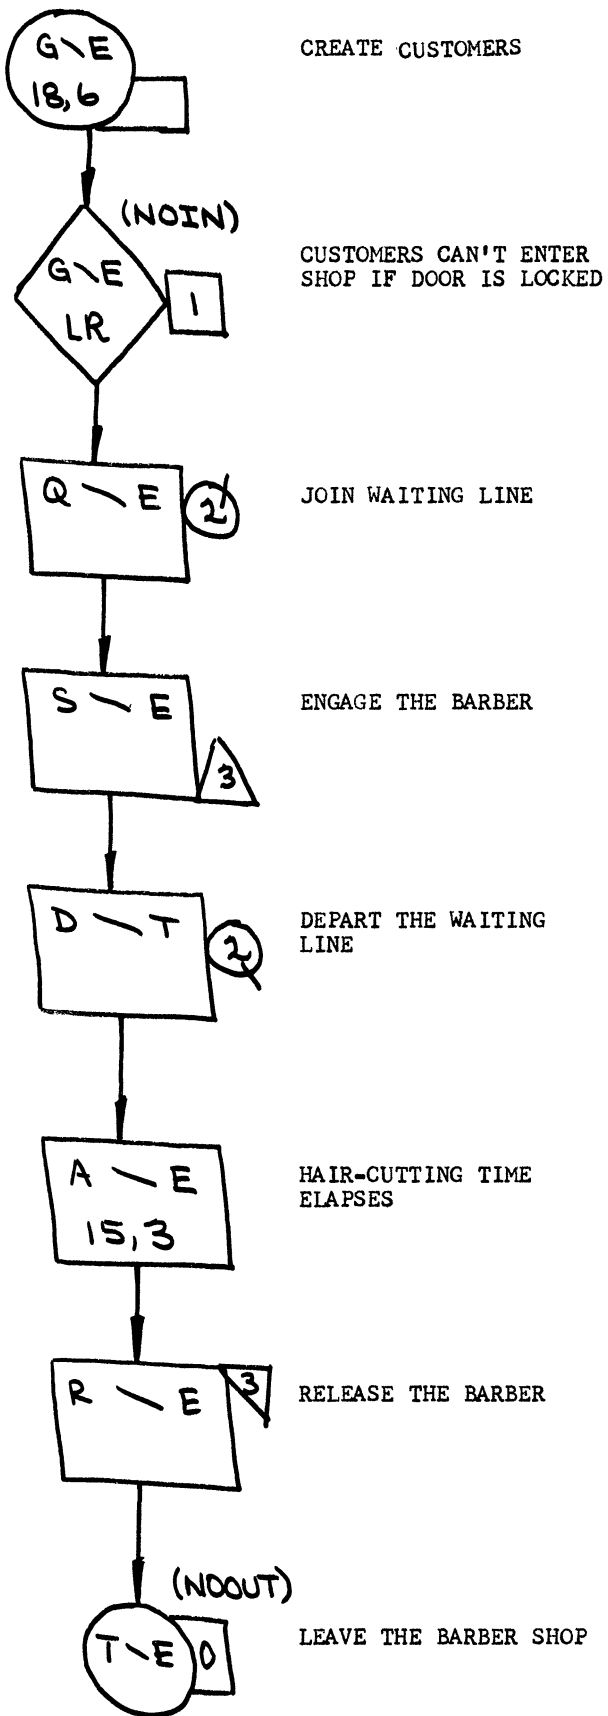 G\E
18,6
CREATE CUSTOMERS
(NOIN)
G\E
LR
1
CUSTOMERS CAN'T ENTER
SHOP IF DOOR IS LOCKED
Q\E
2
JOIN WAITING LINE
S\E
3
ENGAGE THE BARBER
D\T
2
DEPART THE WAITING
LINE
A\E
15,3
HAIR-CUTTING TIME
ELAPSES
R\E
3
RELEASE THE BARBER
(NOOUT)
T\E
0
LEAVE THE BARBER SHOP